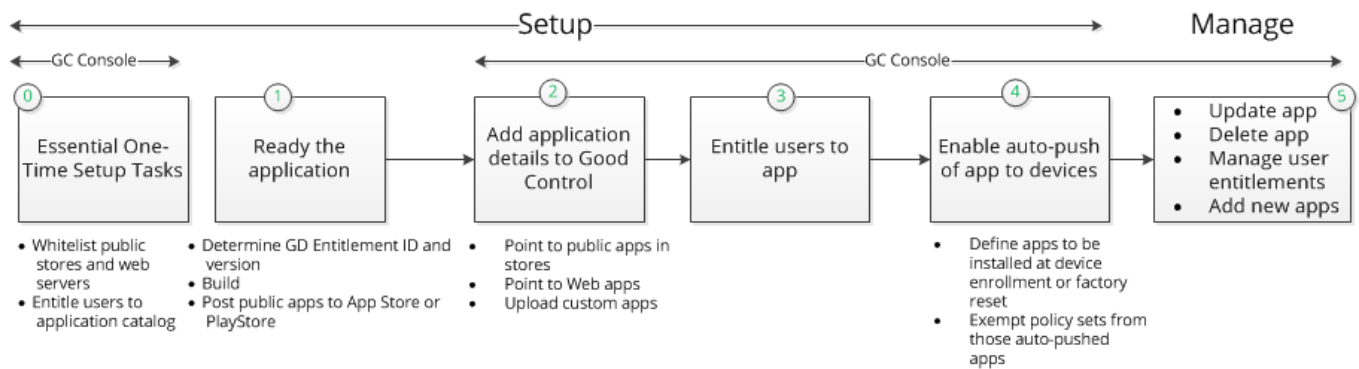 Setup
Manage
GC Console
GC Console
0
Essential One-
Time Setup Tasks
• Whitelist public
stores and web
servers
• Entitle users to
application catalog
1
Ready the
application
• Determine GD Entitlement ID and
version
• Build
• Post public apps to App Store or
PlayStore
2
Add application
details to Good
Control
• Point to public apps in
stores
• Point to Web apps
• Upload custom apps
3
Entitle users to
app
4
Enable auto-push
of app to devices
• Define apps to be
installed at device
enrollment or factory
reset
• Exempt policy sets from
those auto-pushed
apps
5
• Update app
• Delete app
• Manage user
entitlements
• Add new apps